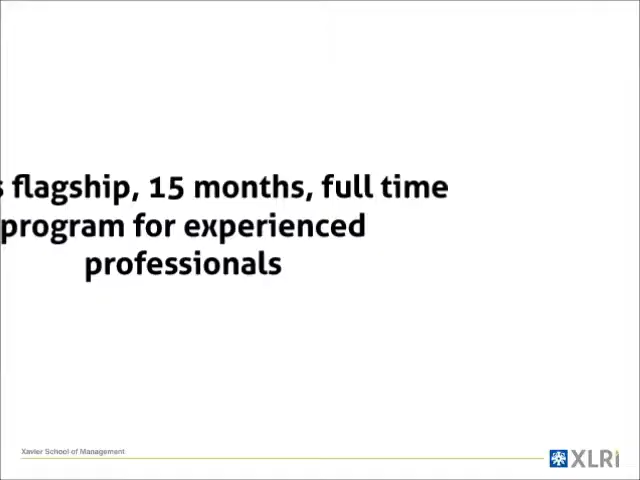 s flagship, 15 months, full time
program for experienced
professionals
Xavier School of Management
XLRI